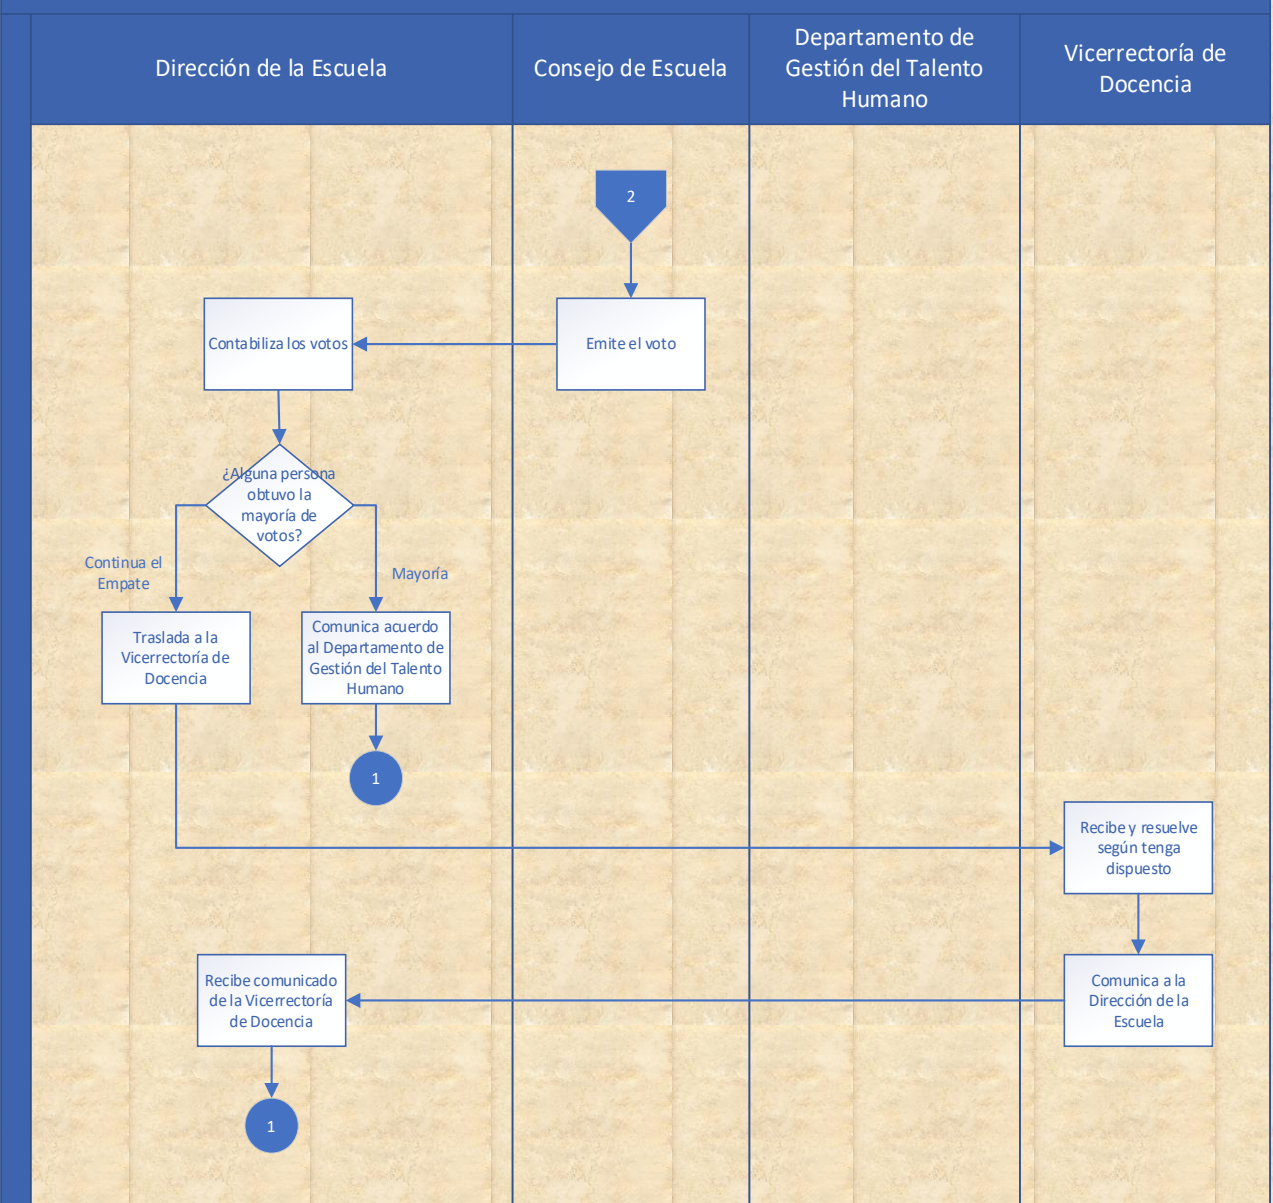 Dirección de la Escuela
Consejo de Escuela
Departamento de
Gestión del Talento
Humano
Vicerrectoría de
Docencia
2
Contabiliza los votos
Emite el voto
¿Alguna persona
obtuvo la
mayoría de
votos?
Continua el
Empate
Mayoría
Traslada a la
Vicerrectoría de
Docencia
Comunica acuerdo
al Departamento de
Gestión del Talento
Humano
1
Recibe y resuelve
según tenga
dispuesto
Recibe comunicado
de la Vicerrectoría
de Docencia
Comunica a la
Dirección de la
Escuela
1